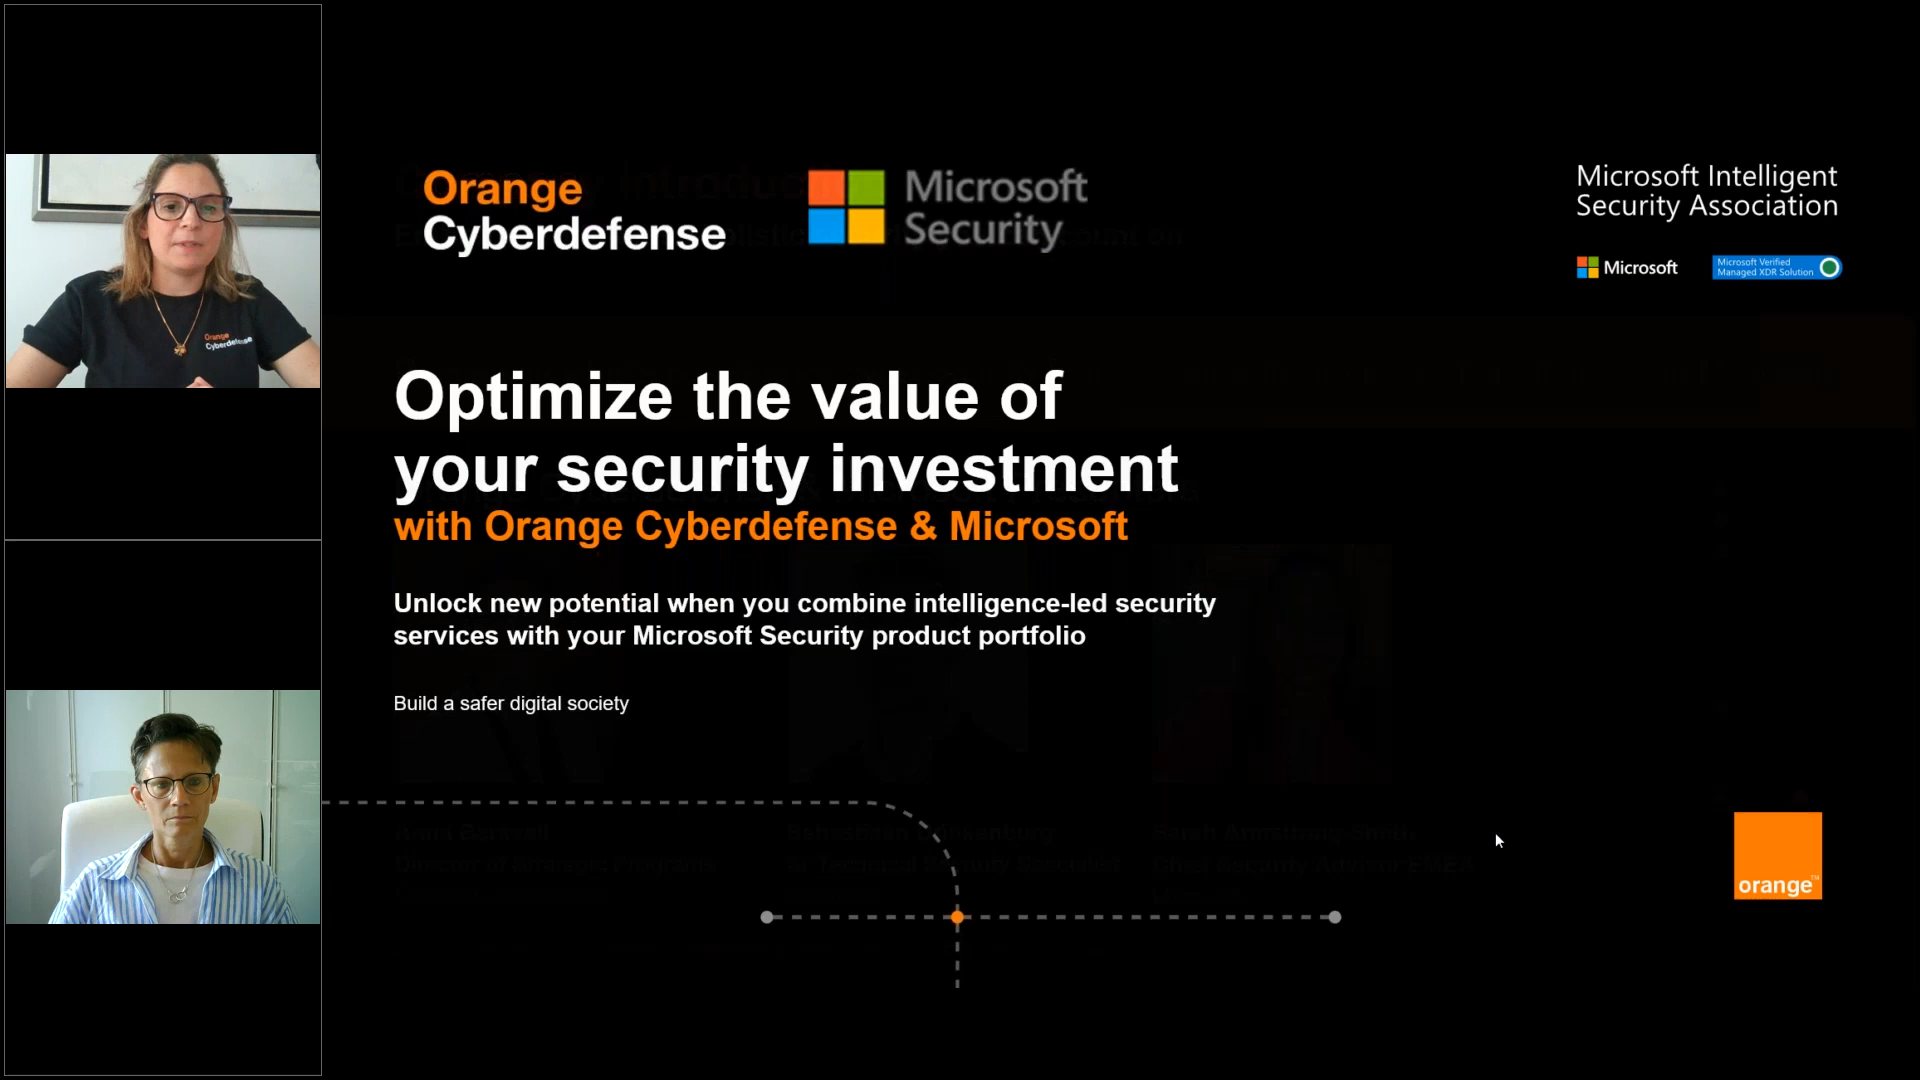 Orange
Cyberdefense
Microsoft
Security
Microsoft Intelligent
Security Association
Microsoft
Microsoft Verified
Managed XDR Solution
Orange
Cyberdefense
Optimize the value of
your security investment
with Orange Cyberdefense & Microsoft
Unlock new potential when you combine intelligence-led security
services with your Microsoft Security product portfolio
Build a safer digital society
orange™